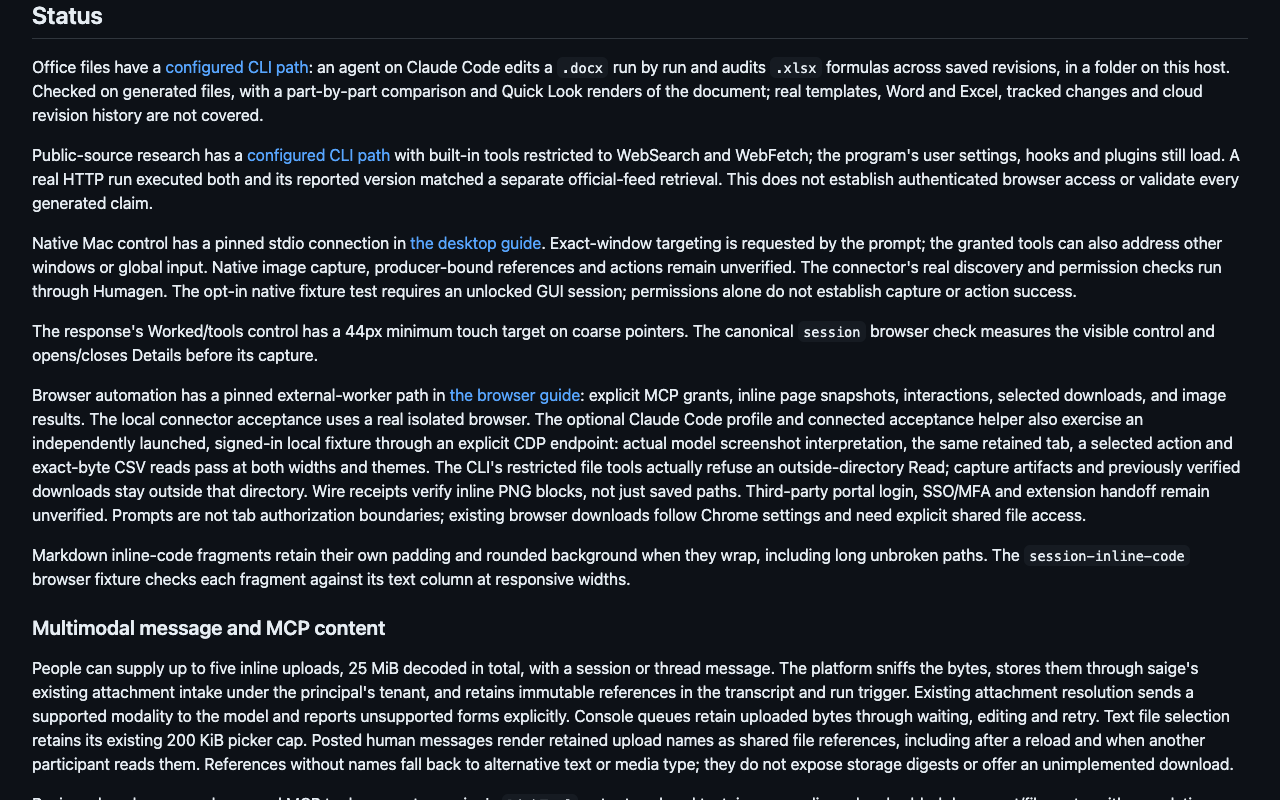 Status
Office files have a configured CLI path: an agent on Claude Code edits a .docx run by run and audits .xlsx formulas across saved revisions, in a folder on this host.
Checked on generated files, with a part-by-part comparison and Quick Look renders of the document; real templates, Word and Excel, tracked changes and cloud
revision history are not covered.
Public-source research has a configured CLI path with built-in tools restricted to WebSearch and WebFetch; the program's user settings, hooks and plugins still load. A
real HTTP run executed both and its reported version matched a separate official-feed retrieval. This does not establish authenticated browser access or validate every
generated claim.
Native Mac control has a pinned stdio connection in the desktop guide. Exact-window targeting is requested by the prompt; the granted tools can also address other
windows or global input. Native image capture, producer-bound references and actions remain unverified. The connector's real discovery and permission checks run
through Humagen. The opt-in native fixture test requires an unlocked GUI session; permissions alone do not establish capture or action success.
The response's Worked/tools control has a 44px minimum touch target on coarse pointers. The canonical session browser check measures the visible control and
opens/closes Details before its capture.
Browser automation has a pinned external-worker path in the browser guide: explicit MCP grants, inline page snapshots, interactions, selected downloads, and image
results. The local connector acceptance uses a real isolated browser. The optional Claude Code profile and connected acceptance helper also exercise an
independently launched, signed-in local fixture through an explicit CDP endpoint: actual model screenshot interpretation, the same retained tab, a selected action and
exact-byte CSV reads pass at both widths and themes. The CLI's restricted file tools actually refuse an outside-directory Read; capture artifacts and previously verified
downloads stay outside that directory. Wire receipts verify inline PNG blocks, not just saved paths. Third-party portal login, SSO/MFA and extension handoff remain
unverified. Prompts are not tab authorization boundaries; existing browser downloads follow Chrome settings and need explicit shared file access.
Markdown inline-code fragments retain their own padding and rounded background when they wrap, including long unbroken paths. The session-inline-code
browser fixture checks each fragment against its text column at responsive widths.
Multimodal message and MCP content
People can supply up to five inline uploads, 25 MiB decoded in total, with a session or thread message. The platform sniffs the bytes, stores them through saige's
existing attachment intake under the principal's tenant, and retains immutable references in the transcript and run trigger. Existing attachment resolution sends a
supported modality to the model and reports unsupported forms explicitly. Console queues retain uploaded bytes through waiting, editing and retry. Text file selection
retains its existing 200 KiB picker cap. Posted human messages render retained upload names as shared file references, including after a reload and when another
participant reads them. References without names fall back to alternative text or media type; they do not expose storage digests or offer an unimplemented download.